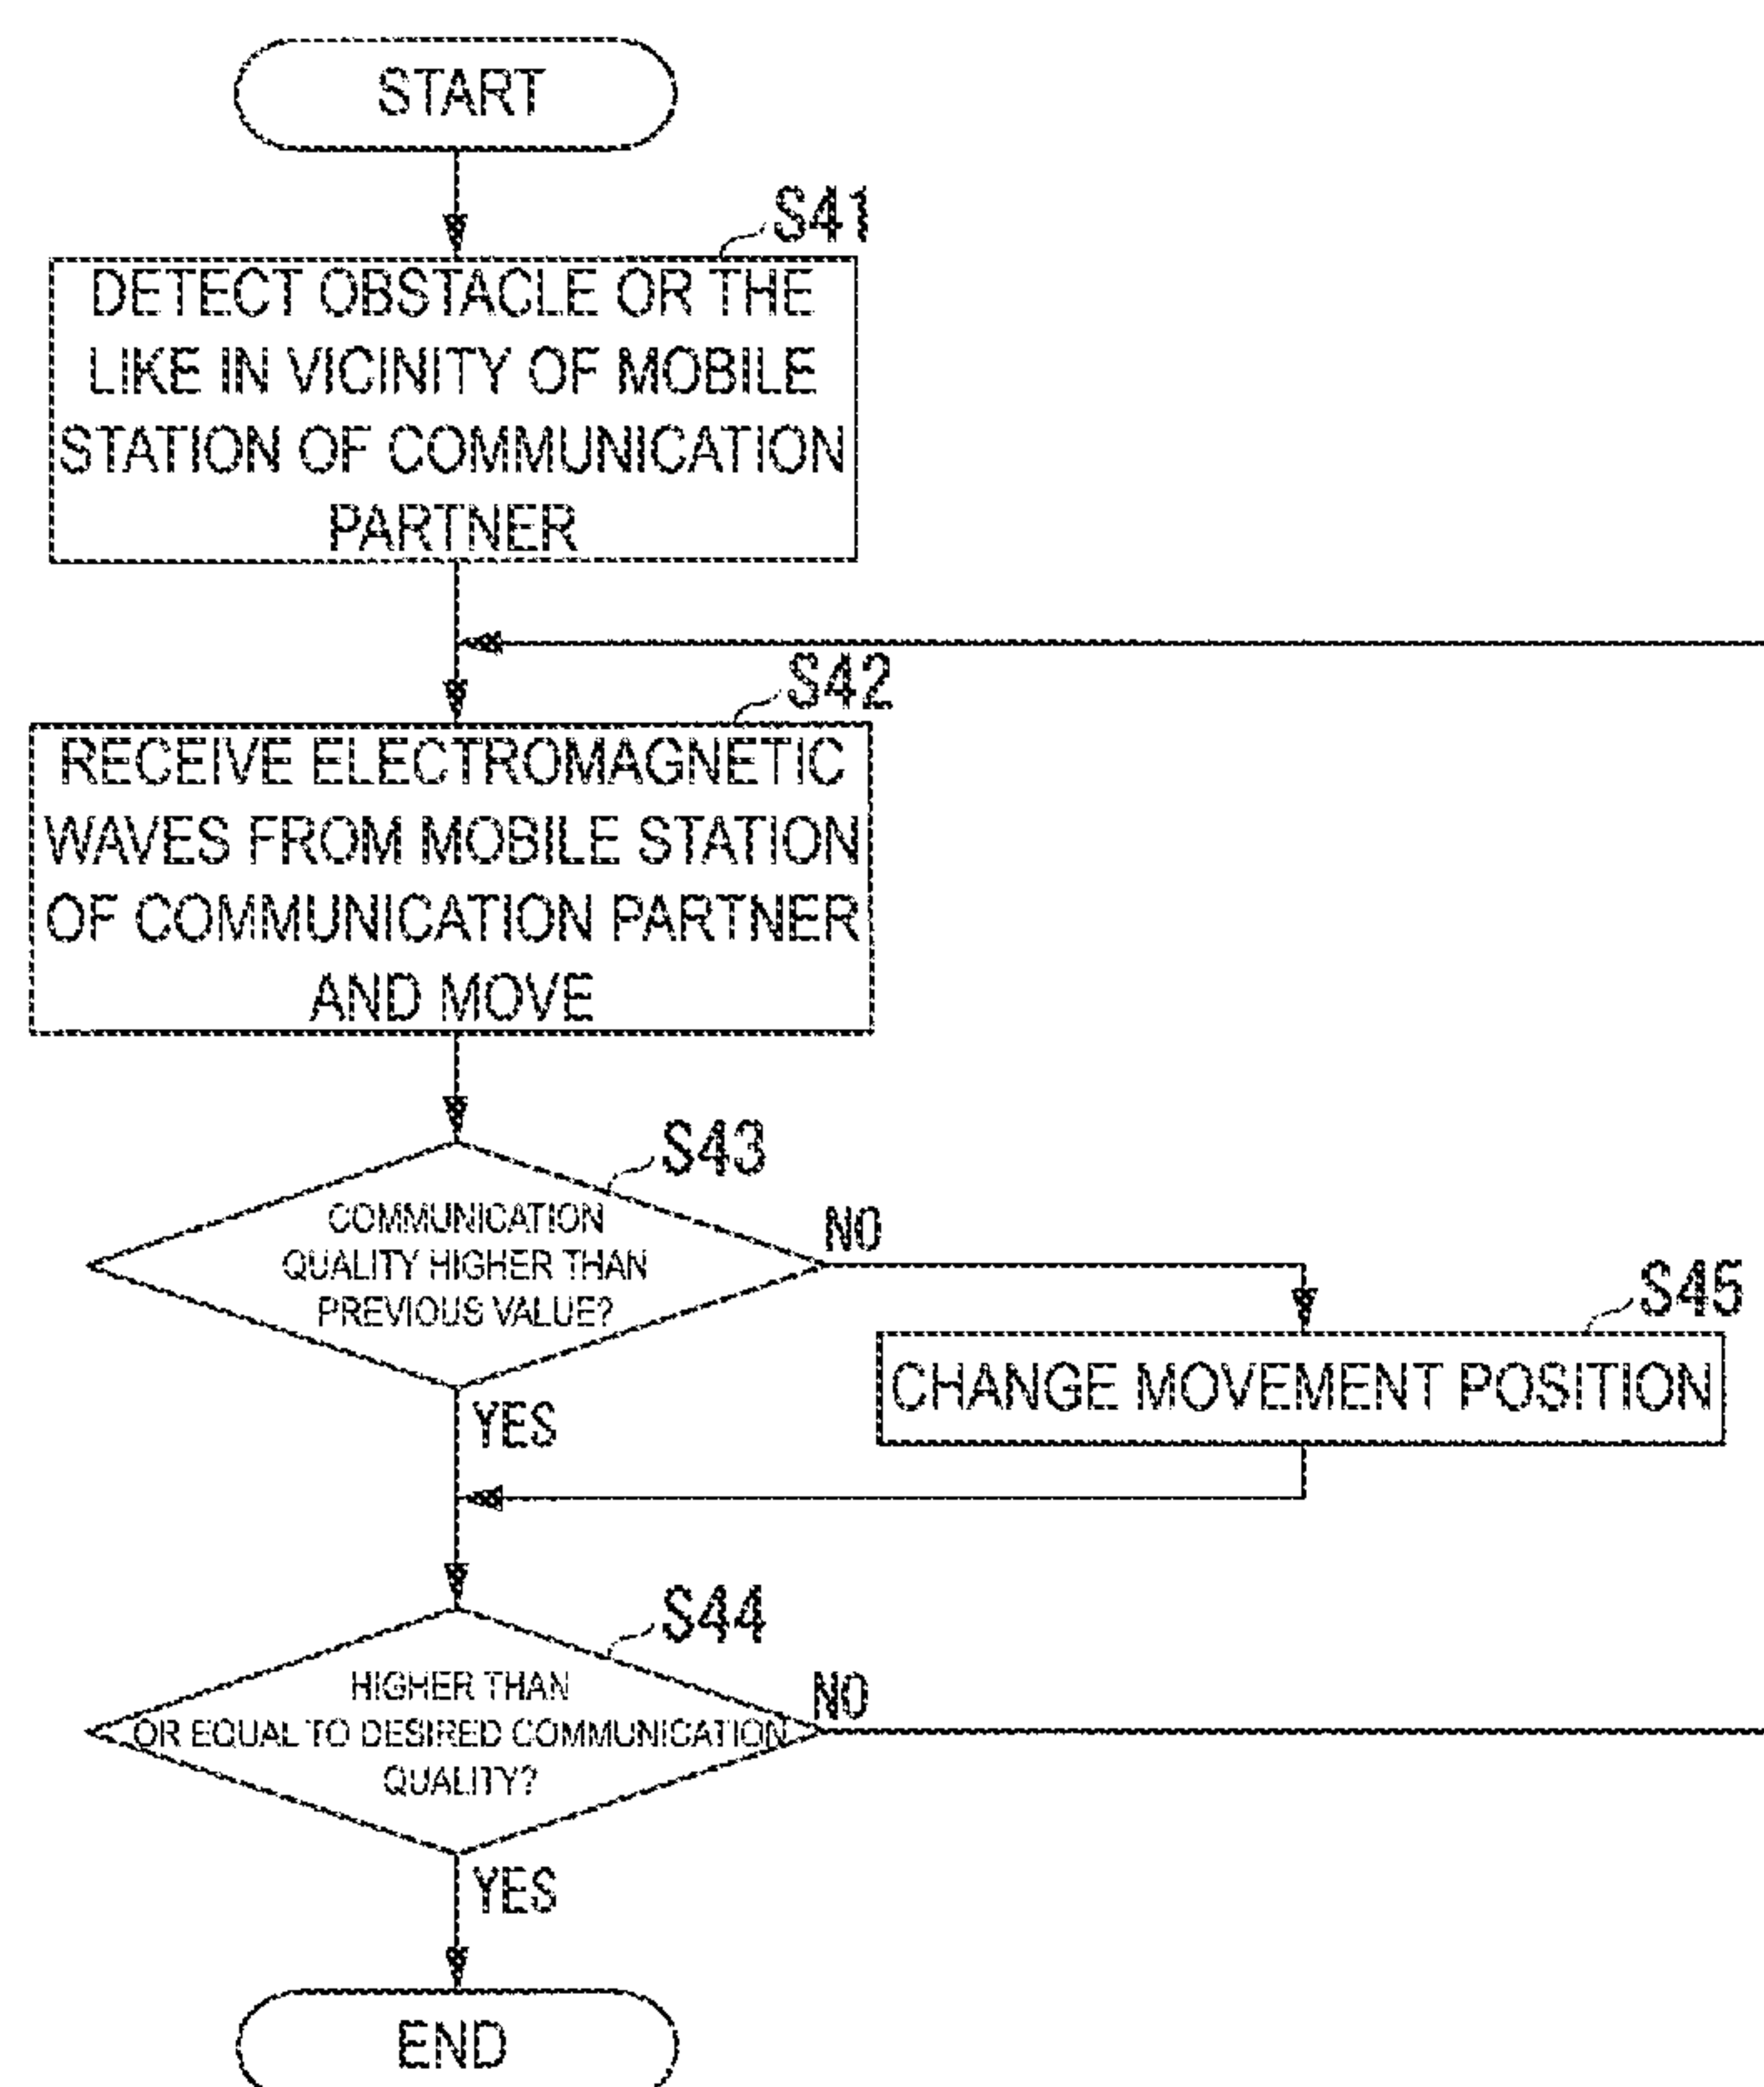 START
S41
DETECT OBSTACLE OR THE
LIKE IN VICINITY OF MOBILE
STATION OF COMMUNICATION
PARTNER
S42
RECEIVE ELECTROMAGNETIC
WAVES FROM MOBILE STATION
OF COMMUNICATION PARTNER
AND MOVE
S43
COMMUNICATION
QUALITY HIGHER THAN
PREVIOUS VALUE?
NO
S45
CHANGE MOVEMENT POSITION
YES
S44
HIGHER THAN
OR EQUAL TO DESIRED COMMUNICATION
QUALITY?
NO
YES
END